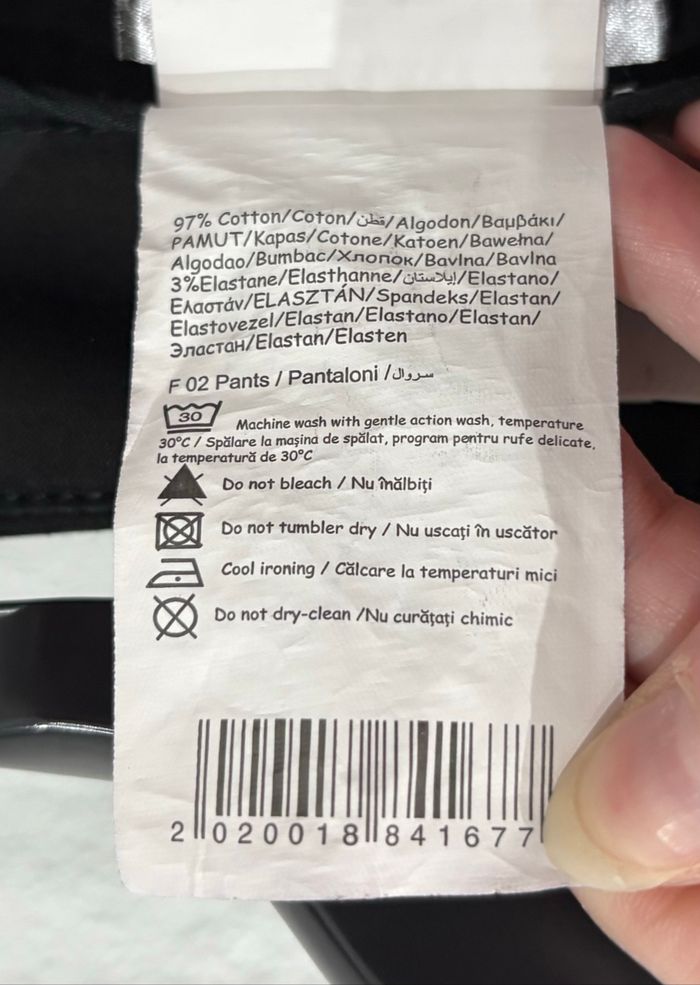 97% Cotton/Coton/قطن/Algodon/Βαμβάκι/
PAMUT/Kapas/Cotone/Katoen/Bawełna/
Algodao/Bumbac/Хлопок/Bavlna/Bavlna
3%Elastane/Elasthanne/إيلاستان/Elastano/
Ελαστάν/ELASZTÁN/Spandeks/Elastan/
Elastovezel/Elastan/Elastano/Elastan/
Эластан/Elastan/Elasten
F 02 Pants / Pantaloni /سروال
30 Machine wash with gentle action wash, temperature
30°C / Spălare la mașina de spălat, program pentru rufe delicate,
la temperatură de 30°C
Do not bleach / Nu înălbiți
Do not tumbler dry / Nu uscați în uscător
Cool ironing / Călcare la temperaturi mici
Do not dry-clean /Nu curățați chimic
2 020018 841677